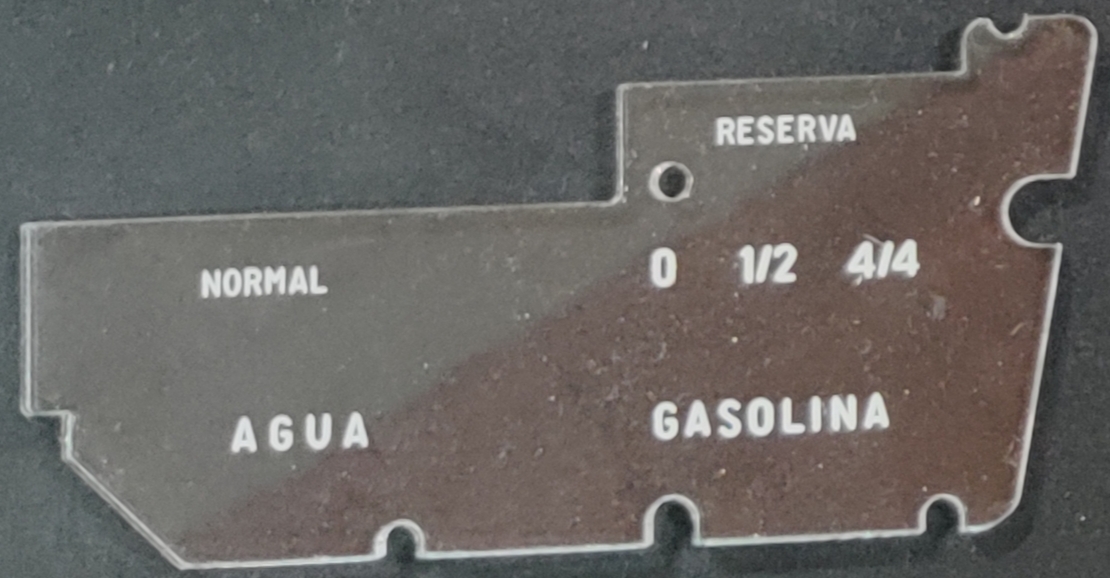 RESERVA
NORMAL
0 1/2 4/4
AGUA
GASOLINA